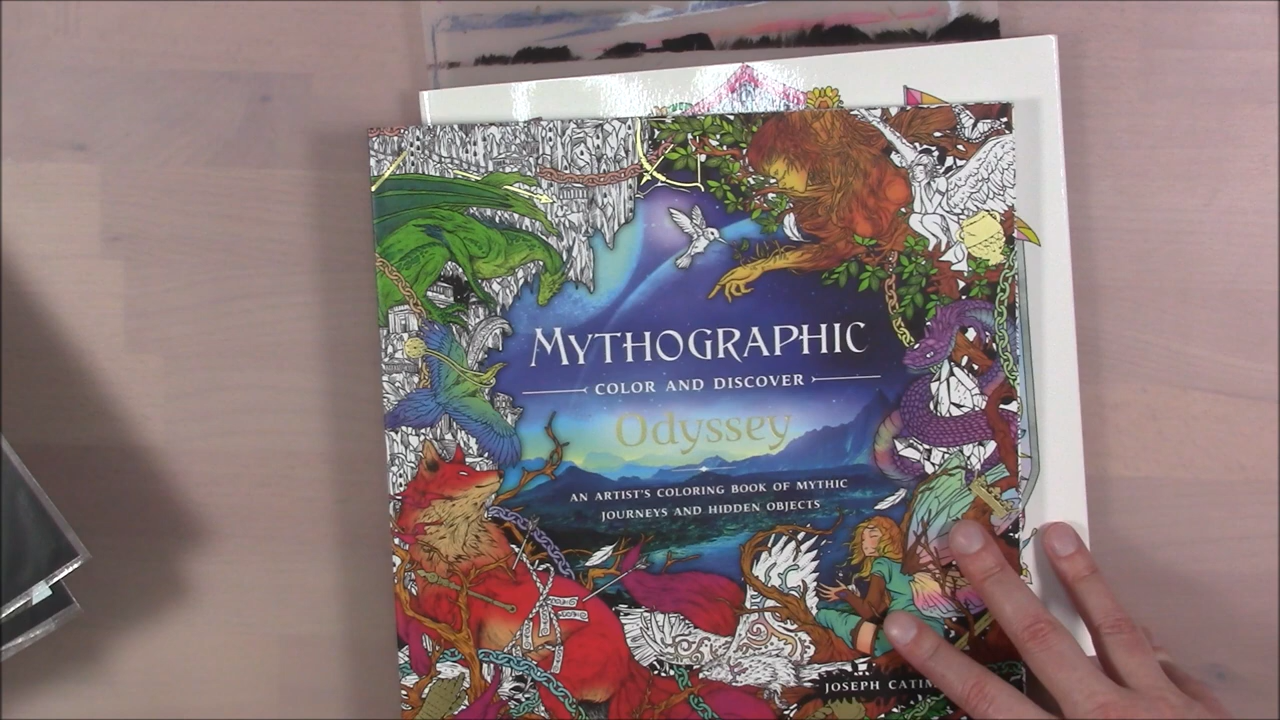 MYTHOGRAPHIC
COLOR AND DISCOVER
Odyssey
AN ARTIST'S COLORING BOOK OF MYTHIC
JOURNEYS AND HIDDEN OBJECTS
JOSEPH